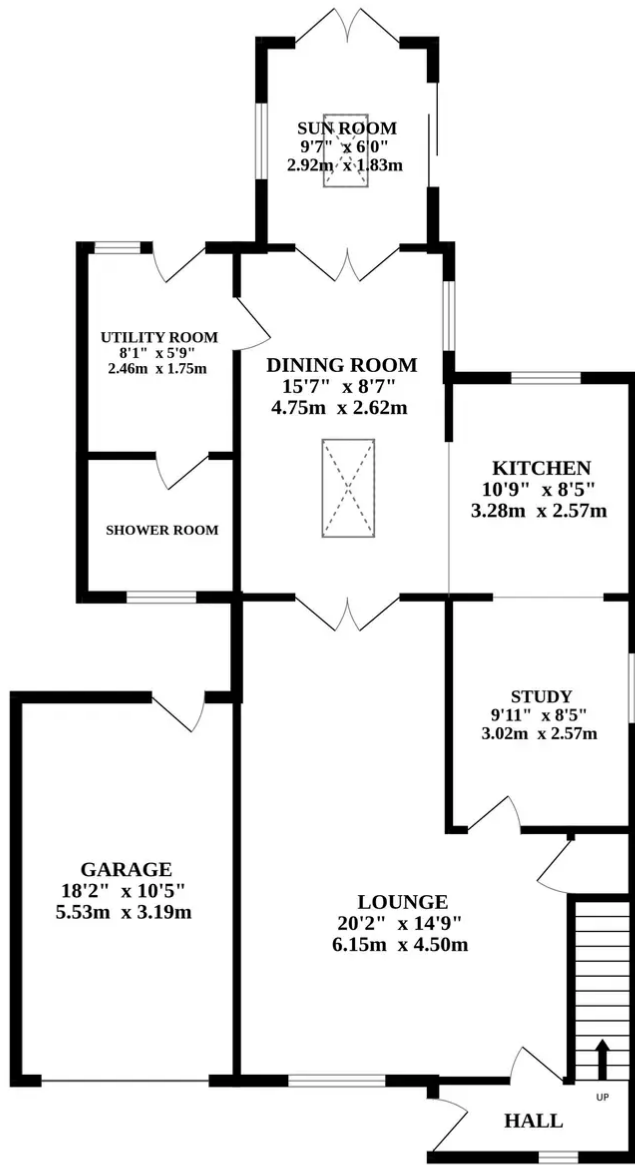 SUN ROOM
9'7" x 6'0"
2.92m x 1.83m
UTILITY ROOM
8'1" x 5'9"
2.46m x 1.75m
DINING ROOM
15'7" x 8'7"
4.75m x 2.62m
KITCHEN
10'9" x 8'5"
3.28m x 2.57m
SHOWER ROOM
STUDY
9'11" x 8'5"
3.02m x 2.57m
GARAGE
18'2" x 10'5"
5.53m x 3.19m
LOUNGE
20'2" x 14'9"
6.15m x 4.50m
UP
HALL